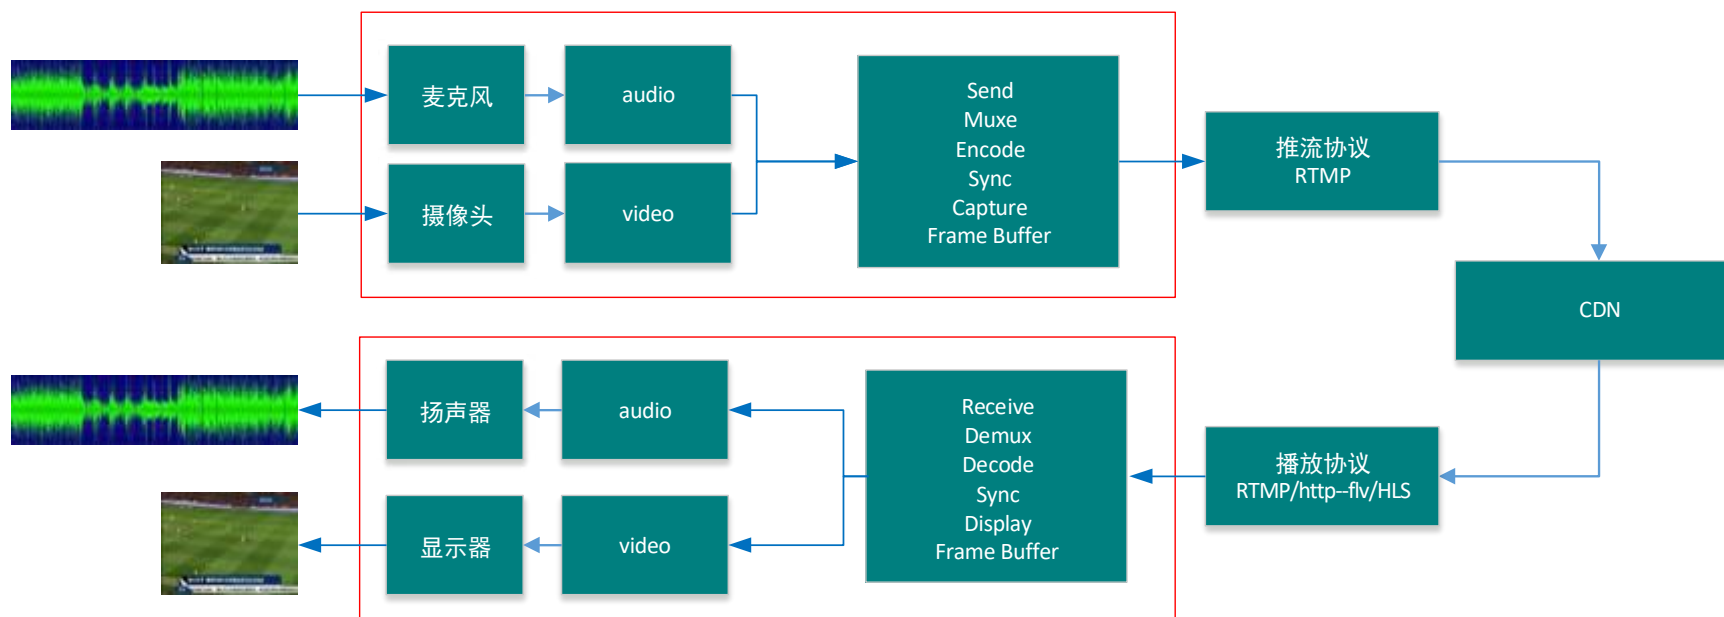 麦克风
audio
摄像头
video
Send
Muxe
Encode
Sync
Capture
Frame Buffer
推流协议
RTMP
CDN
扬声器
audio
显示器
video
Receive
Demux
Decode
Sync
Display
Frame Buffer
播放协议
RTMP/http--flv/HLS